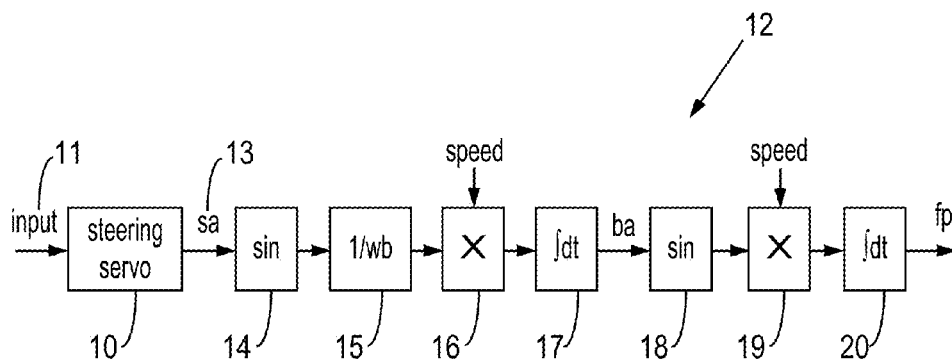 12
11
13
speed
speed
input
steering
servo
sa
sin
1/wb
X
∫dt
ba
sin
X
∫dt
fp
10
14
15
16
17
18
19
20